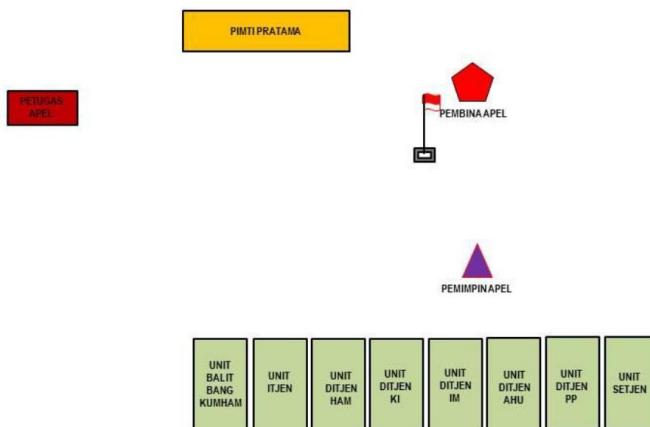 PIMTI PRATAMA
PETUGAS
APEL
PEMBINA APEL
PEMIMPIN APEL
UNIT
BALIT
BANG
KUMHAM
UNIT
ITJEN
UNIT
DITJEN
HAM
UNIT
DITJEN
KI
UNIT
DITJEN
IM
UNIT
DITJEN
AHU
UNIT
DITJEN
PP
UNIT
SETJEN